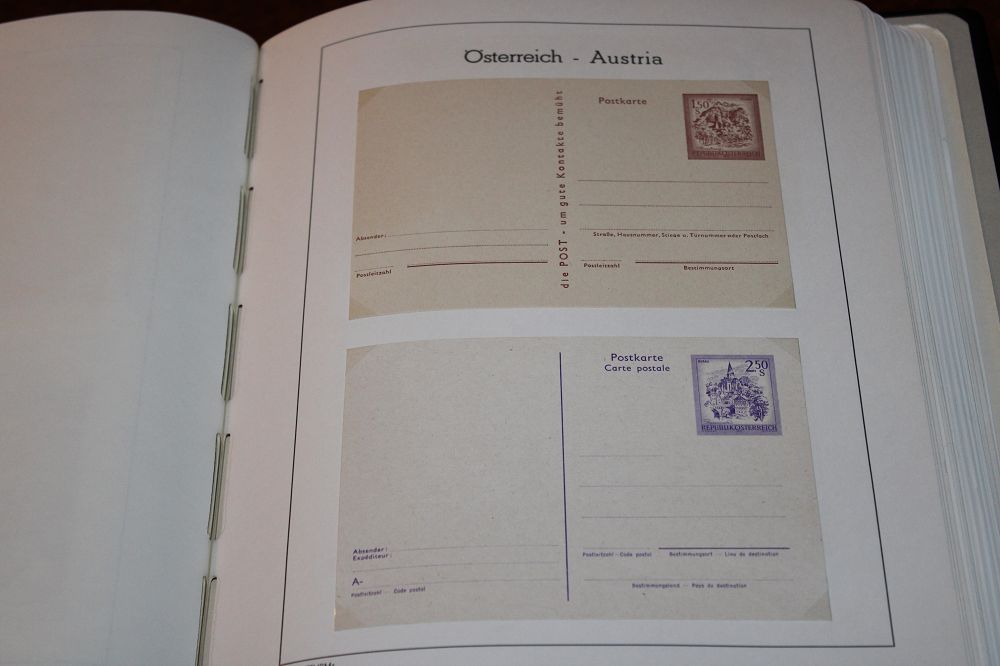 Österreich - Austria
Postkarte
1.50
S
REPUBLIK ÖSTERREICH
die POST - um gute Kontakte bemüht
Absender:
Postleitzahl
Straße, Hausnummer, Stiege u. Türnummer oder Postfach
Postleitzahl
Bestimmungsort
Postkarte
Carte postale
2.50
S
REPUBLIK ÖSTERREICH
Absender:
Expéditeur:
A-
Postleitzahl - Code postal
Postleitzahl - Code postal
Bestimmungsort - Lieu de destination
Bestimmungsland - Pays de destination